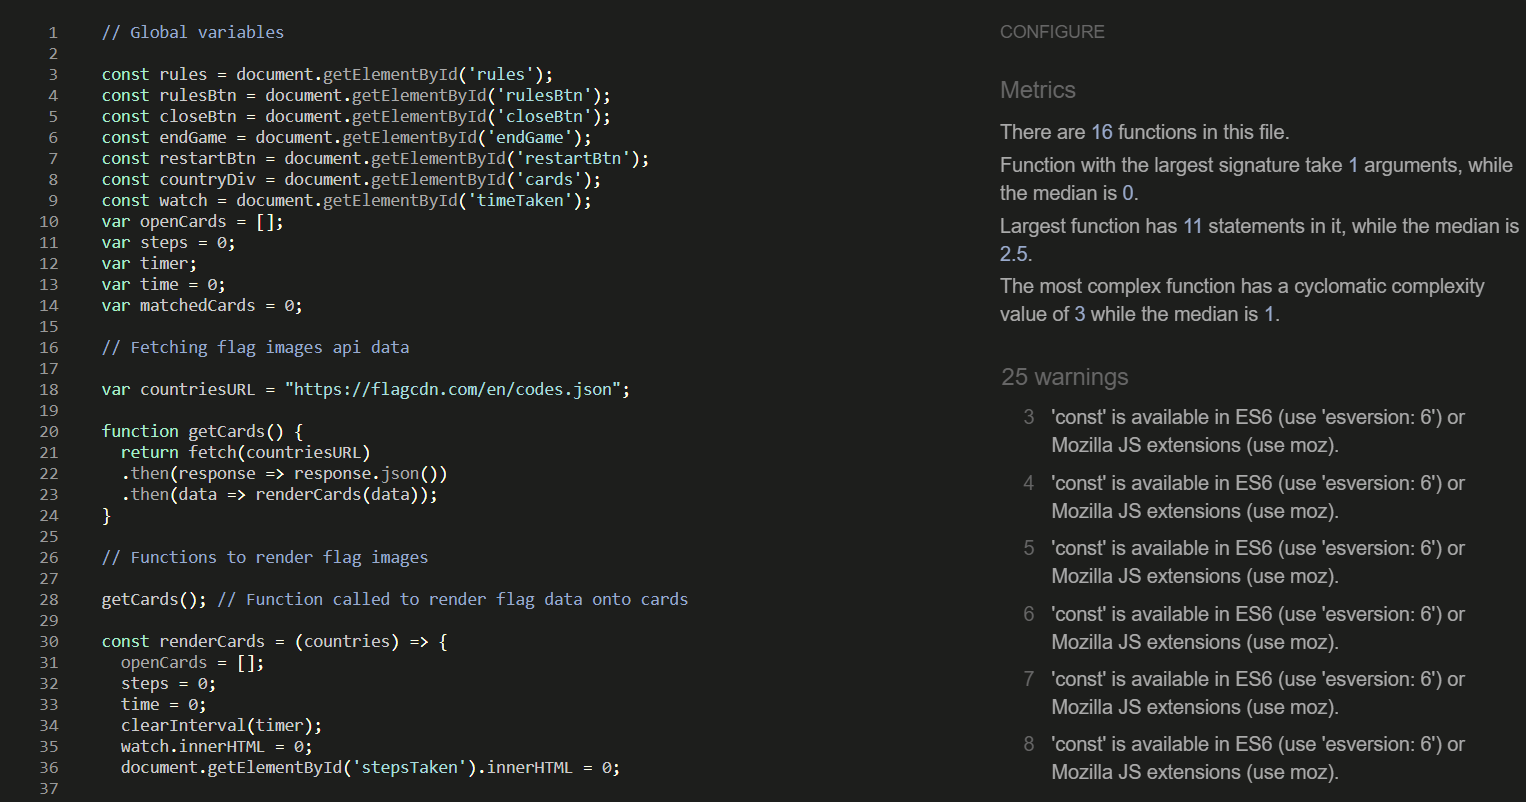 1 // Global variables
2
3 const rules = document.getElementById('rules');
4 const rulesBtn = document.getElementById('rulesBtn');
5 const closeBtn = document.getElementById('closeBtn');
6 const endGame = document.getElementById('endGame');
7 const restartBtn = document.getElementById('restartBtn');
8 const countryDiv = document.getElementById('cards');
9 const watch = document.getElementById('timeTaken');
10 var openCards = [];
11 var steps = 0;
12 var timer;
13 var time = 0;
14 var matchedCards = 0;
15
16 // Fetching flag images api data
17
18 var countriesURL = "https://flagcdn.com/en/codes.json";
19
20 function getCards() {
21 return fetch(countriesURL)
22 .then(response => response.json())
23 .then(data => renderCards(data));
24 }
25
26 // Functions to render flag images
27
28 getCards(); // Function called to render flag data onto cards
29
30 const renderCards = (countries) => {
31 openCards = [];
32 steps = 0;
33 time = 0;
34 clearInterval(timer);
35 watch.innerHTML = 0;
36 document.getElementById('stepsTaken').innerHTML = 0;
37
CONFIGURE
Metrics
There are 16 functions in this file.
Function with the largest signature take 1 arguments, while
the median is 0.
Largest function has 11 statements in it, while the median is
2.5.
The most complex function has a cyclomatic complexity
value of 3 while the median is 1.
25 warnings
3 'const' is available in ES6 (use 'esversion: 6') or
Mozilla JS extensions (use moz).
4 'const' is available in ES6 (use 'esversion: 6') or
Mozilla JS extensions (use moz).
5 'const' is available in ES6 (use 'esversion: 6') or
Mozilla JS extensions (use moz).
6 'const' is available in ES6 (use 'esversion: 6') or
Mozilla JS extensions (use moz).
7 'const' is available in ES6 (use 'esversion: 6') or
Mozilla JS extensions (use moz).
8 'const' is available in ES6 (use 'esversion: 6') or
Mozilla JS extensions (use moz).